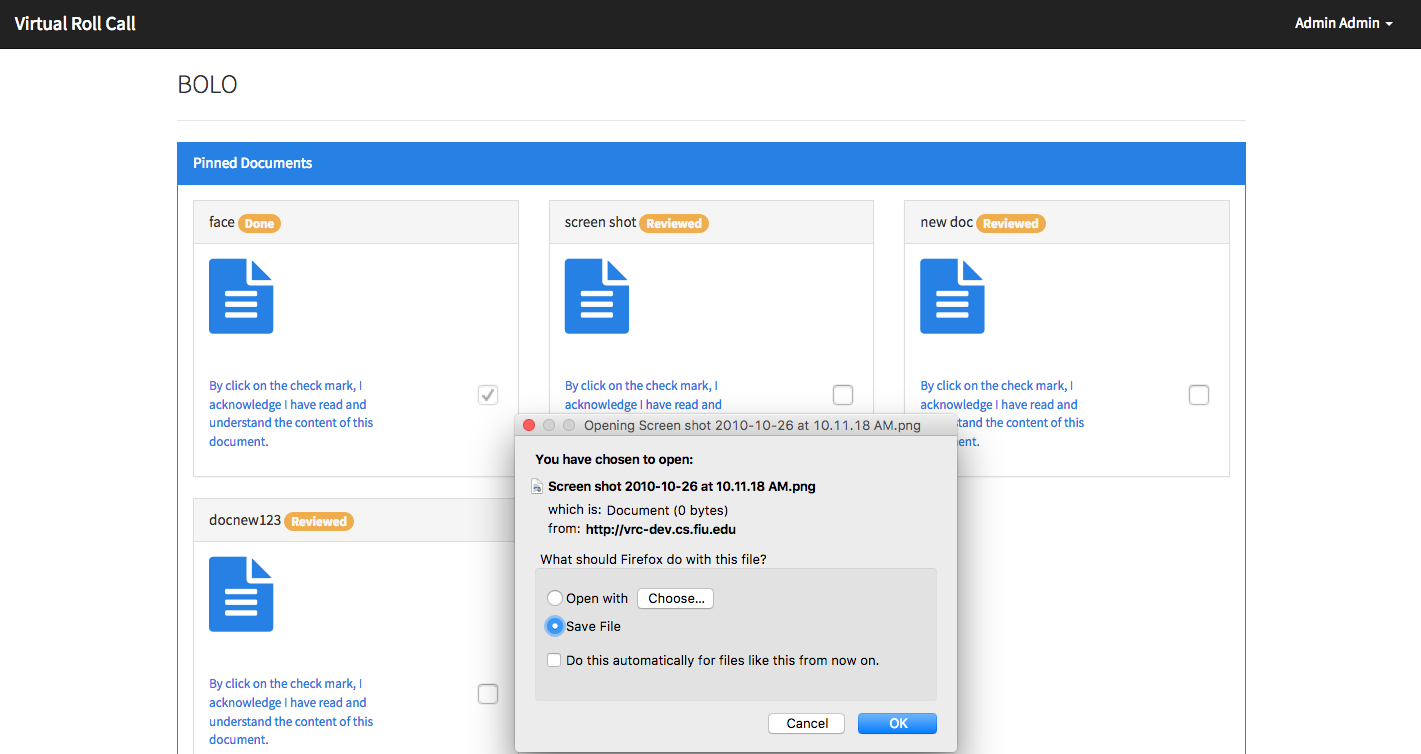 Virtual Roll Call
Admin Admin
BOLO
Pinned Documents
face Done
screen shot Reviewed
new doc Reviewed
By click on the check mark, I
acknowledge I have read and
understand the content of this
document.
By click on the check mark, I
acknowledge I have read and
By click on the check mark, I
acknowledge I have read and
stand the content of this
ent.
docnew123 Reviewed
By click on the check mark, I
acknowledge I have read and
understand the content of this
document.
Opening Screen shot 2010-10-26 at 10.11.18 AM.png
You have chosen to open:
Screen shot 2010-10-26 at 10.11.18 AM.png
which is: Document (0 bytes)
from: http://vrc-dev.cs.fiu.edu
What should Firefox do with this file?
Open with Choose...
Save File
Do this automatically for files like this from now on.
Cancel OK